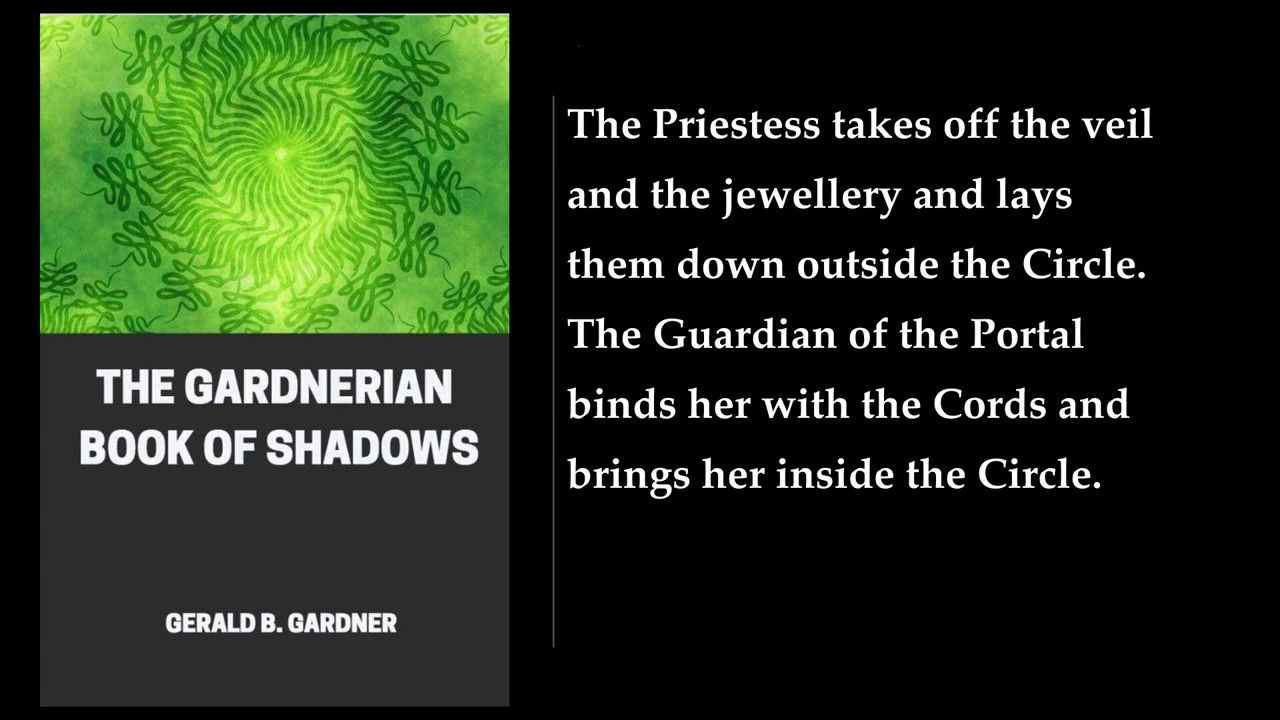 THE GARDNERIAN
BOOK OF SHADOWS
GERALD B. GARDNER
The Priestess takes off the veil
and the jewellery and lays
them down outside the Circle.
The Guardian of the Portal
binds her with the Cords and
brings her inside the Circle.